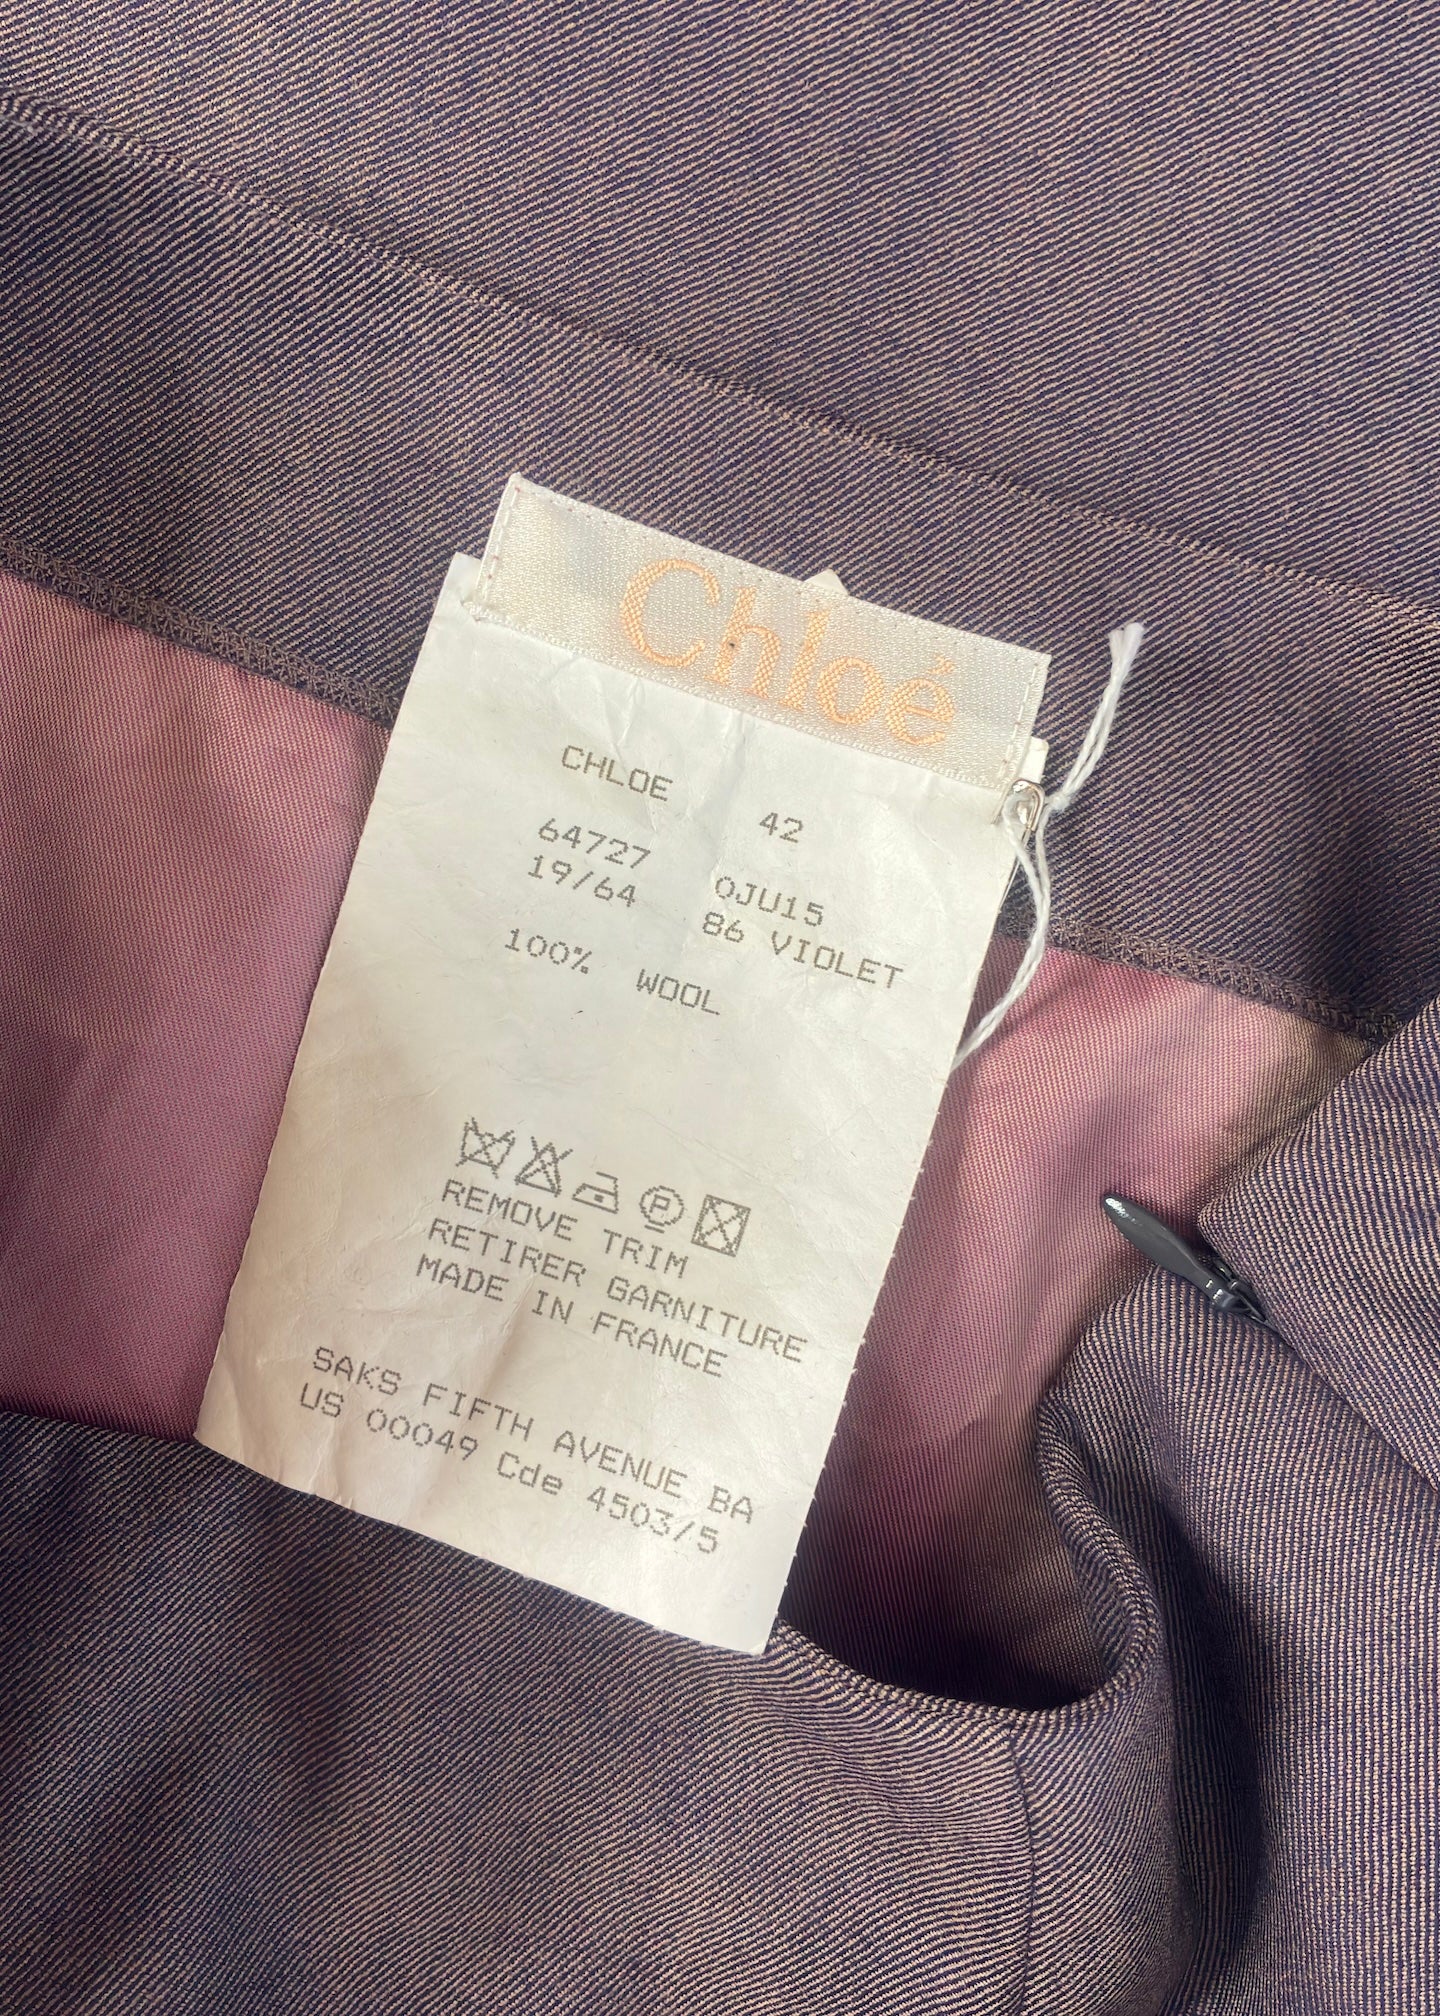 Chloé
CHLOE 42
64727 OJU15
19/64 86 VIOLET
100% WOOL
P
REMOVE TRIM
RETIRER GARNITURE
MADE IN FRANCE
SAKS FIFTH AVENUE BA
US 00049 Cde 4503/5